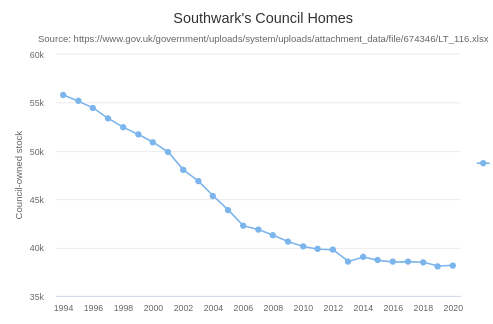 Southwark's Council Homes
Source: https://www.gov.uk/government/uploads/system/uploads/attachment_data/file/674346/LT_116.xlsx
Council-owned stock
60k
55k
50k
45k
40k
35k
1994 1996 1998 2000 2002 2004 2006 2008 2010 2012 2014 2016 2018 2020